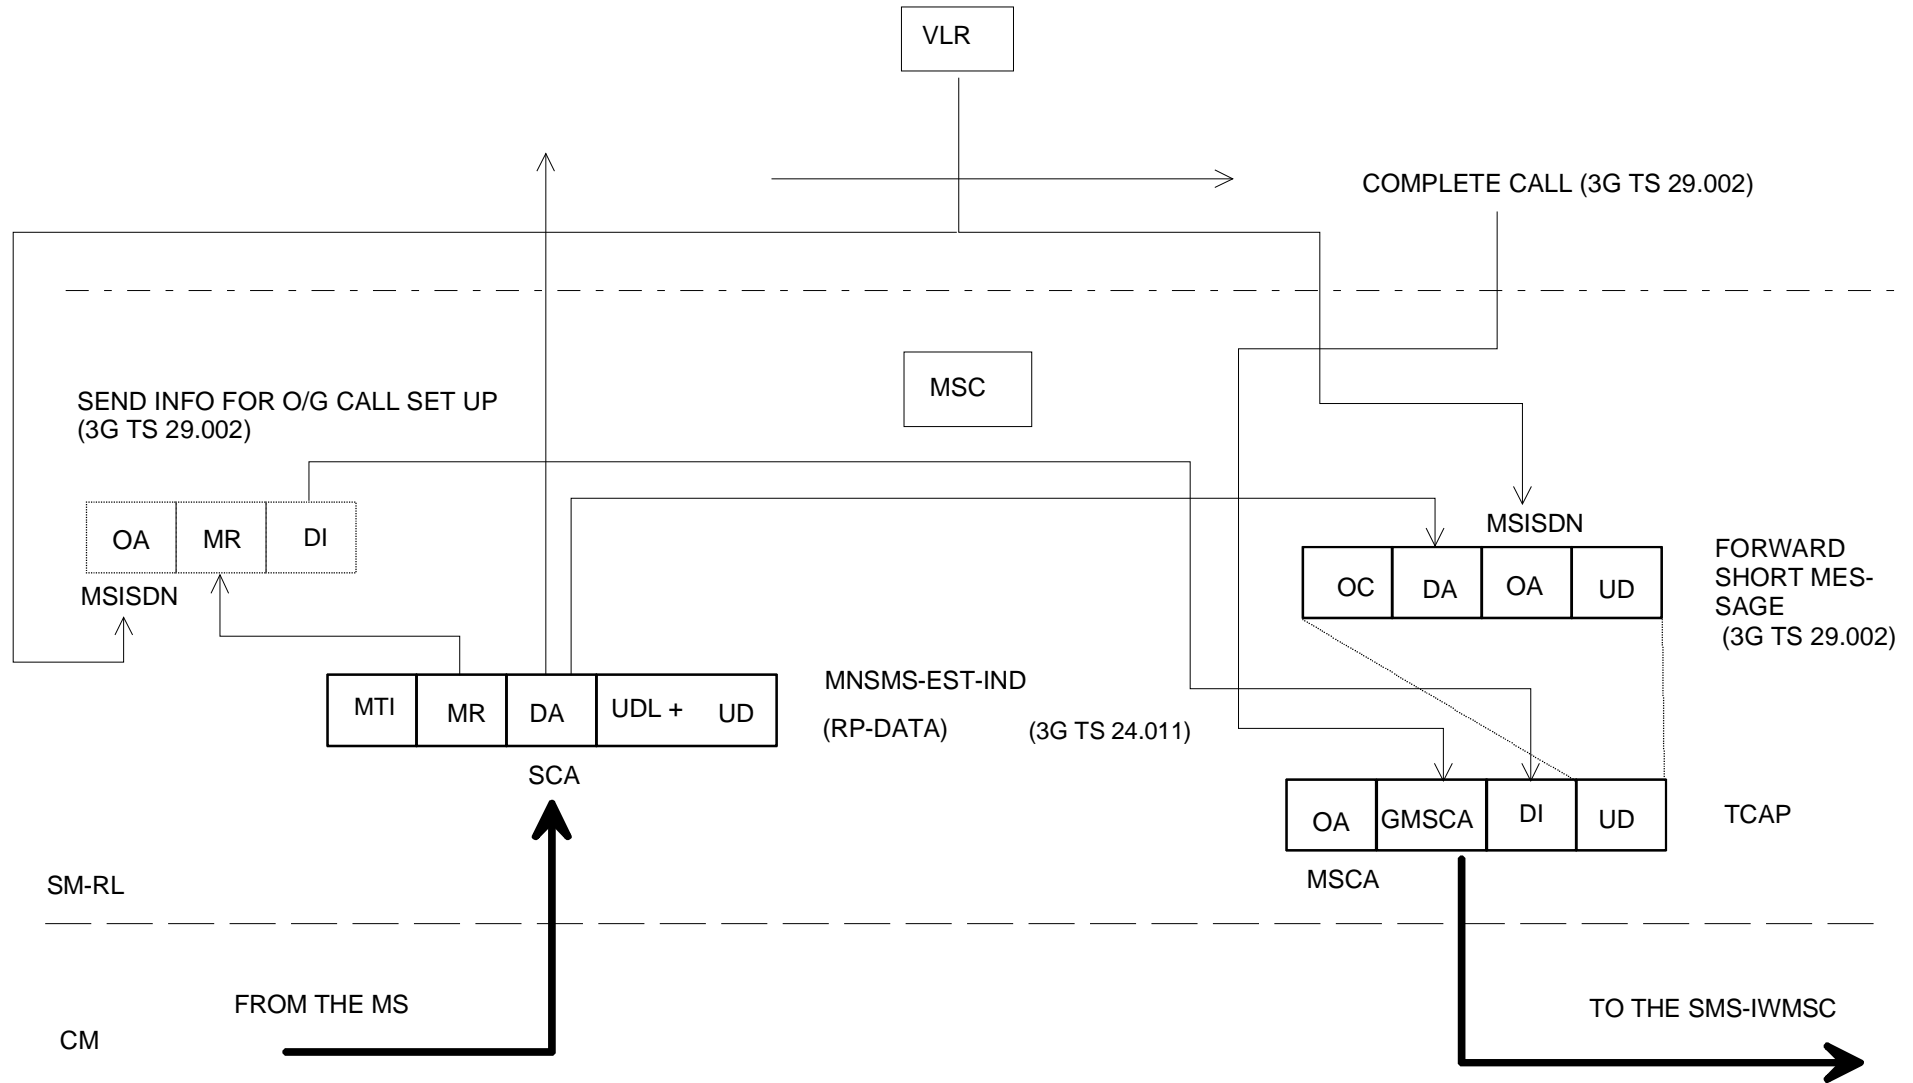 VLR
COMPLETE CALL (3G TS 29.002)
MSC
SEND INFO FOR O/G CALL SET UP
(3G TS 29.002)
OA MR DI
MSISDN
MSISDN
OC DA OA UD
FORWARD
SHORT MES-
SAGE
(3G TS 29.002)
MTI MR DA UDL + UD
SCA
MNSMS-EST-IND
(RP-DATA) (3G TS 24.011)
OA GMSCA DI UD
TCAP
MSCA
SM-RL
FROM THE MS
TO THE SMS-IWMSC
CM